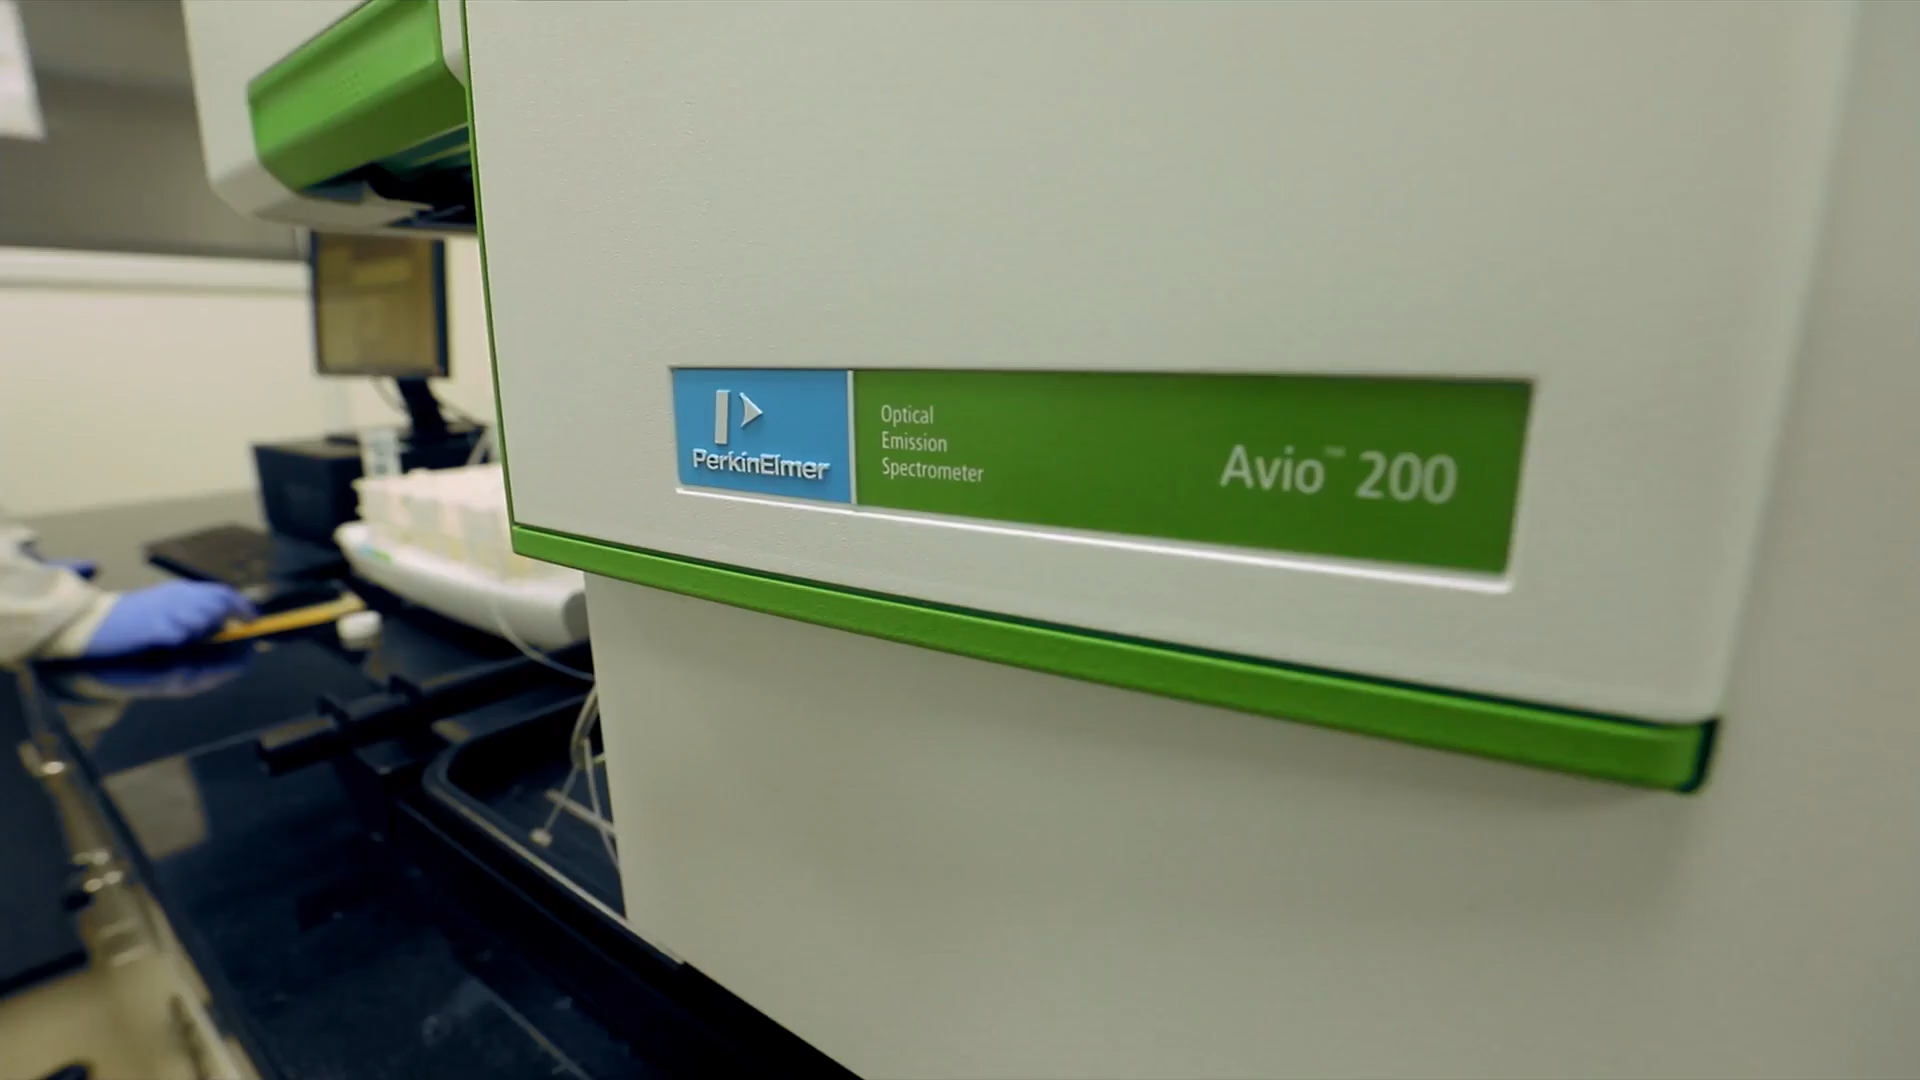 PerkinElmer
Optical
Emission
Spectrometer
Avio™ 200